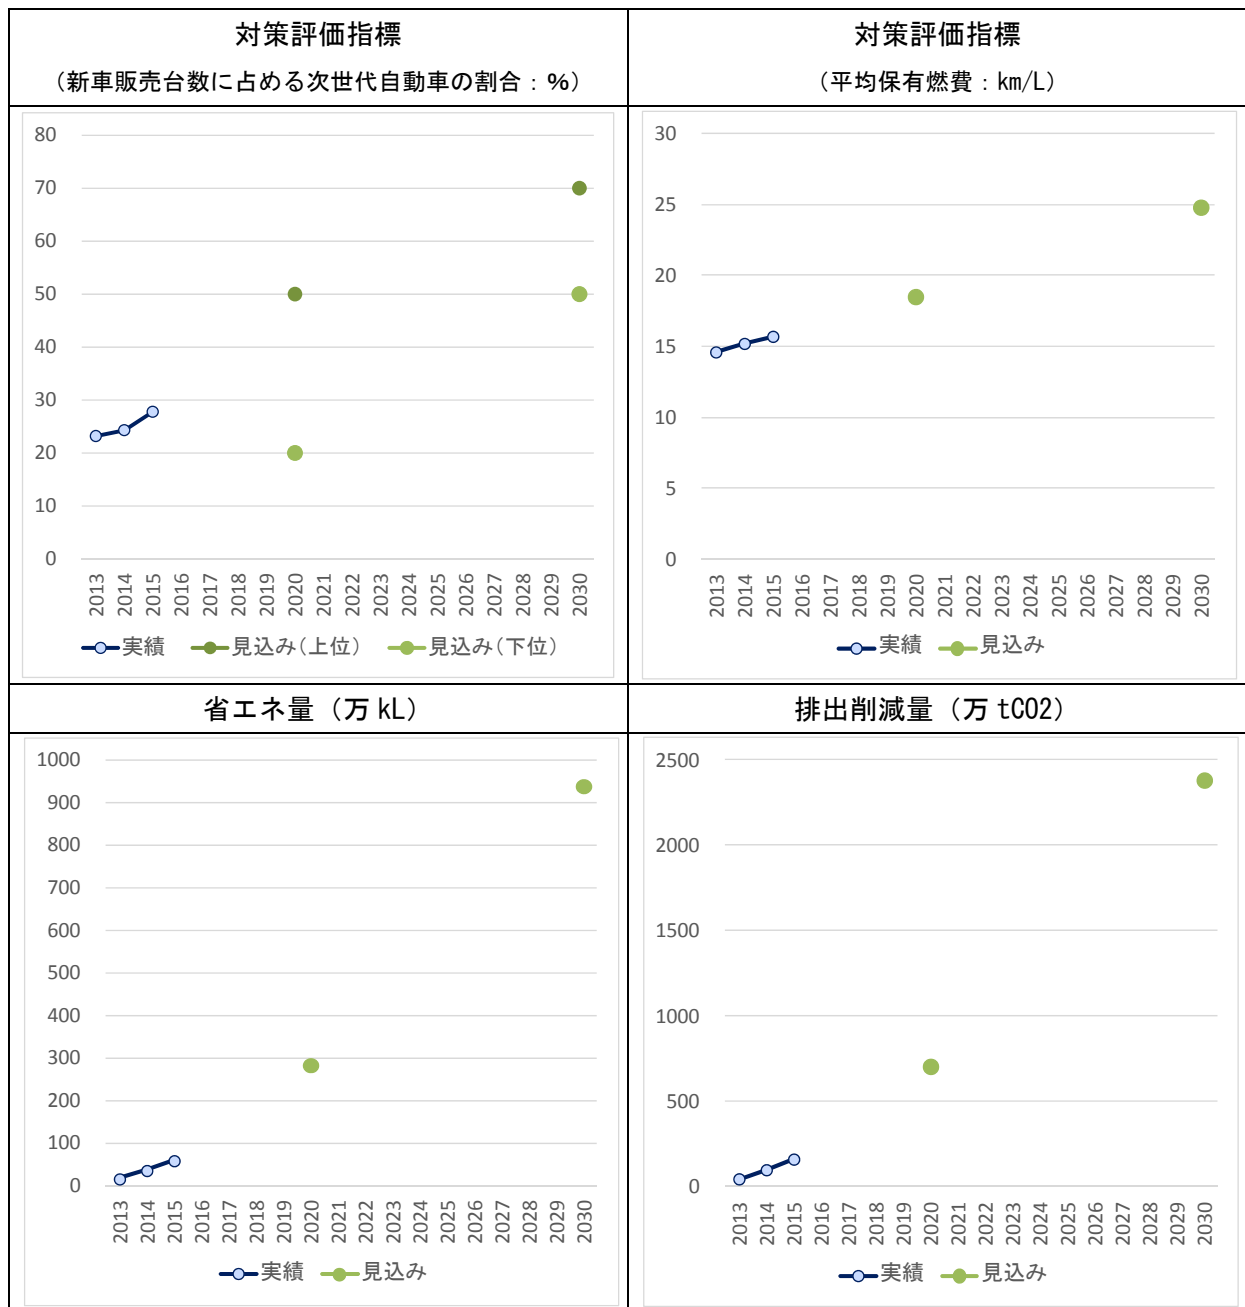 対策評価指標
（新車販売台数に占める次世代自動車の割合：%）
80
70
60
50
40
30
20
10
0
2013 2014 2015 2016 2017 2018 2019 2020 2021 2022 2023 2024 2025 2026 2027 2028 2029 2030
実績 見込み（上位） 見込み（下位）
対策評価指標
（平均保有燃費：km/L）
30
25
20
15
10
5
0
2013 2014 2015 2016 2017 2018 2019 2020 2021 2022 2023 2024 2025 2026 2027 2028 2029 2030
実績 見込み
省エネ量（万 kL）
1000
900
800
700
600
500
400
300
200
100
0
2013 2014 2015 2016 2017 2018 2019 2020 2021 2022 2023 2024 2025 2026 2027 2028 2029 2030
実績 見込み
排出削減量（万 tCO2）
2500
2000
1500
1000
500
0
2013 2014 2015 2016 2017 2018 2019 2020 2021 2022 2023 2024 2025 2026 2027 2028 2029 2030
実績 見込み